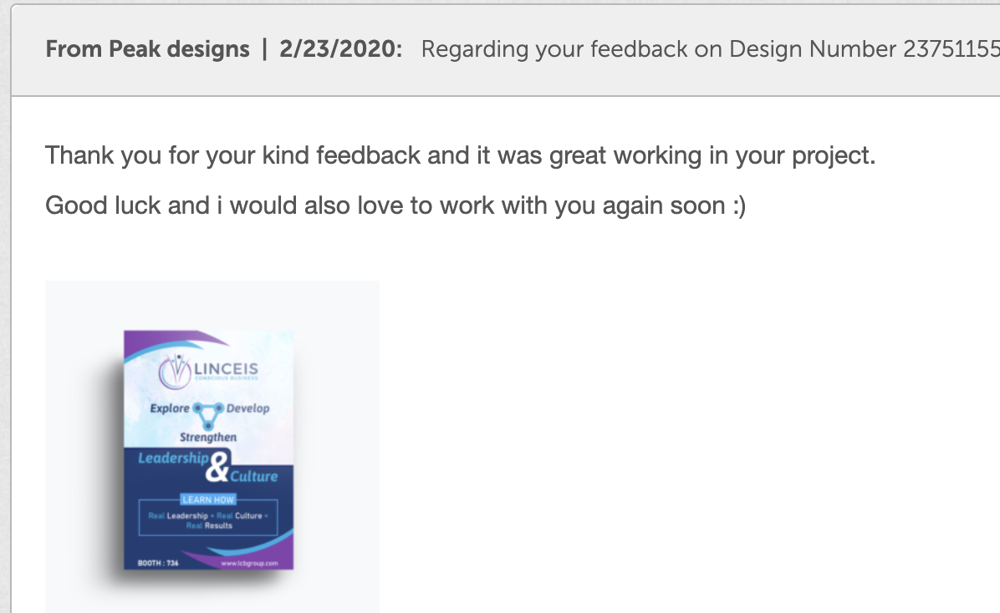 From Peak designs | 2/23/2020: Regarding your feedback on Design Number 23751155
Thank you for your kind feedback and it was great working in your project.
Good luck and i would also love to work with you again soon :)
LINCEIS
CONSCIOUS BUSINESS
Explore Develop
Strengthen
Leadership &
Culture
LEARN HOW
Real Leadership + Real Culture =
Real Results
BOOTH : 736 www.lcbgroup.com